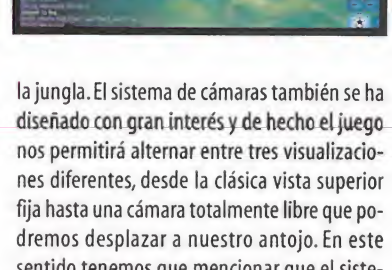 la jungla. El sistema de cámaras también se ha
diseñado con gran interés y de hecho el juego
nos permitirá alternar entre tres visualizacio-
nes diferentes, desde la clásica vista superior
fija hasta una cámara totalmente libre que po-
dremos desplazar a nuestro antojo. En este
sentido tenemos que mencionar que el siste-